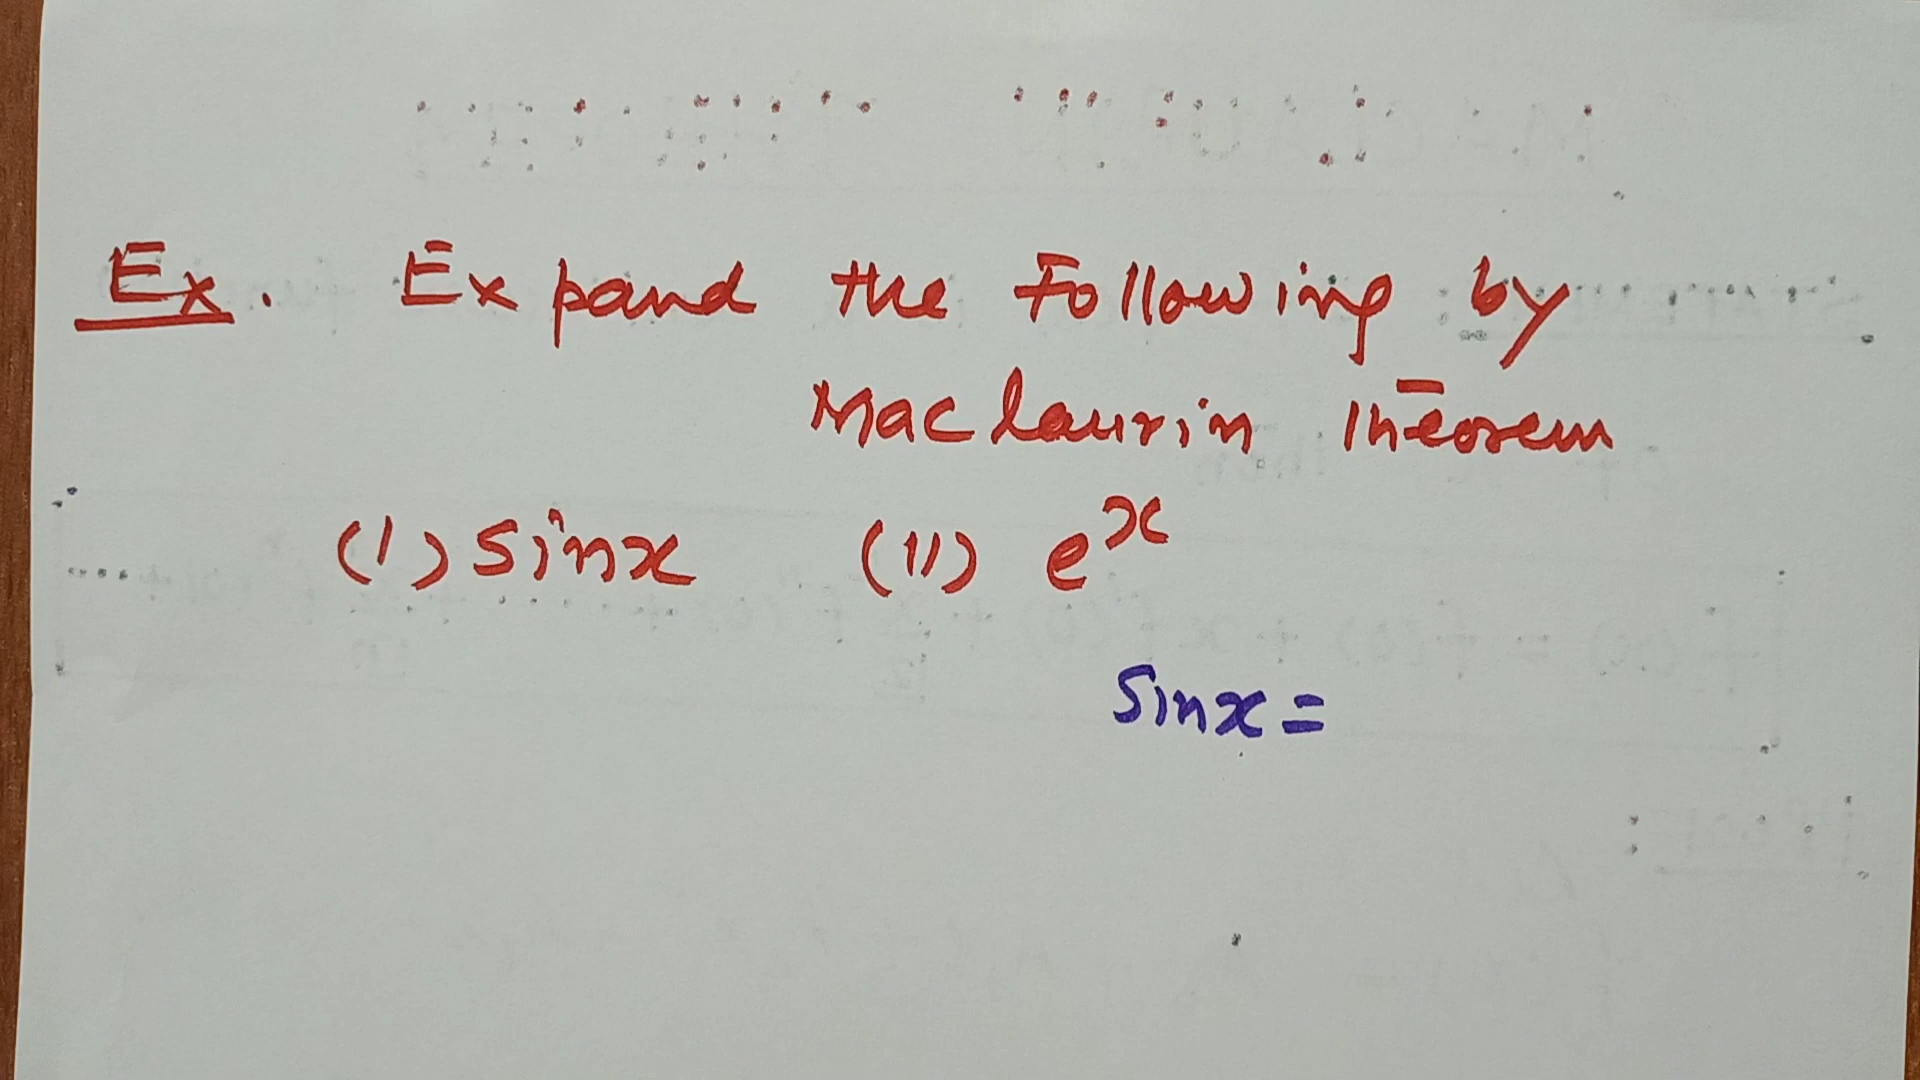 Ex. Expand the Following by
Maclaurin Theorem
(I) sinx (II) e^x
Sinx =